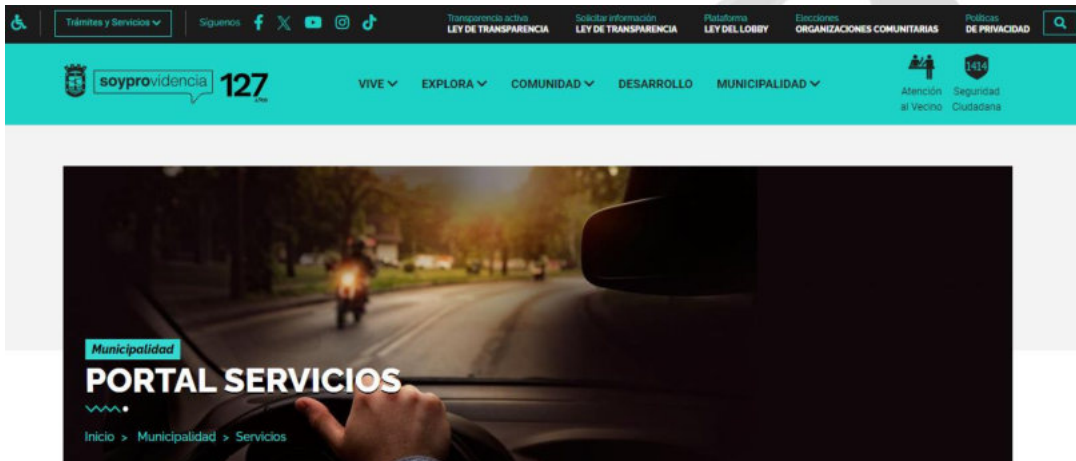 Trámites y Servicios
Síguenos
Transparencia activa
LEY DE TRANSPARENCIA
Solicitar información
LEY DE TRANSPARENCIA
Plataforma
LEY DEL LOBBY
Elecciones
ORGANIZACIONES COMUNITARIAS
Políticas
DE PRIVACIDAD
soyprovidencia
127
VIVE
EXPLORA
COMUNIDAD
DESARROLLO
MUNICIPALIDAD
Atención
al Vecino
1414
Seguridad
Ciudadana
Municipalidad
PORTAL SERVICIOS
Inicio > Municipalidad > Servicios